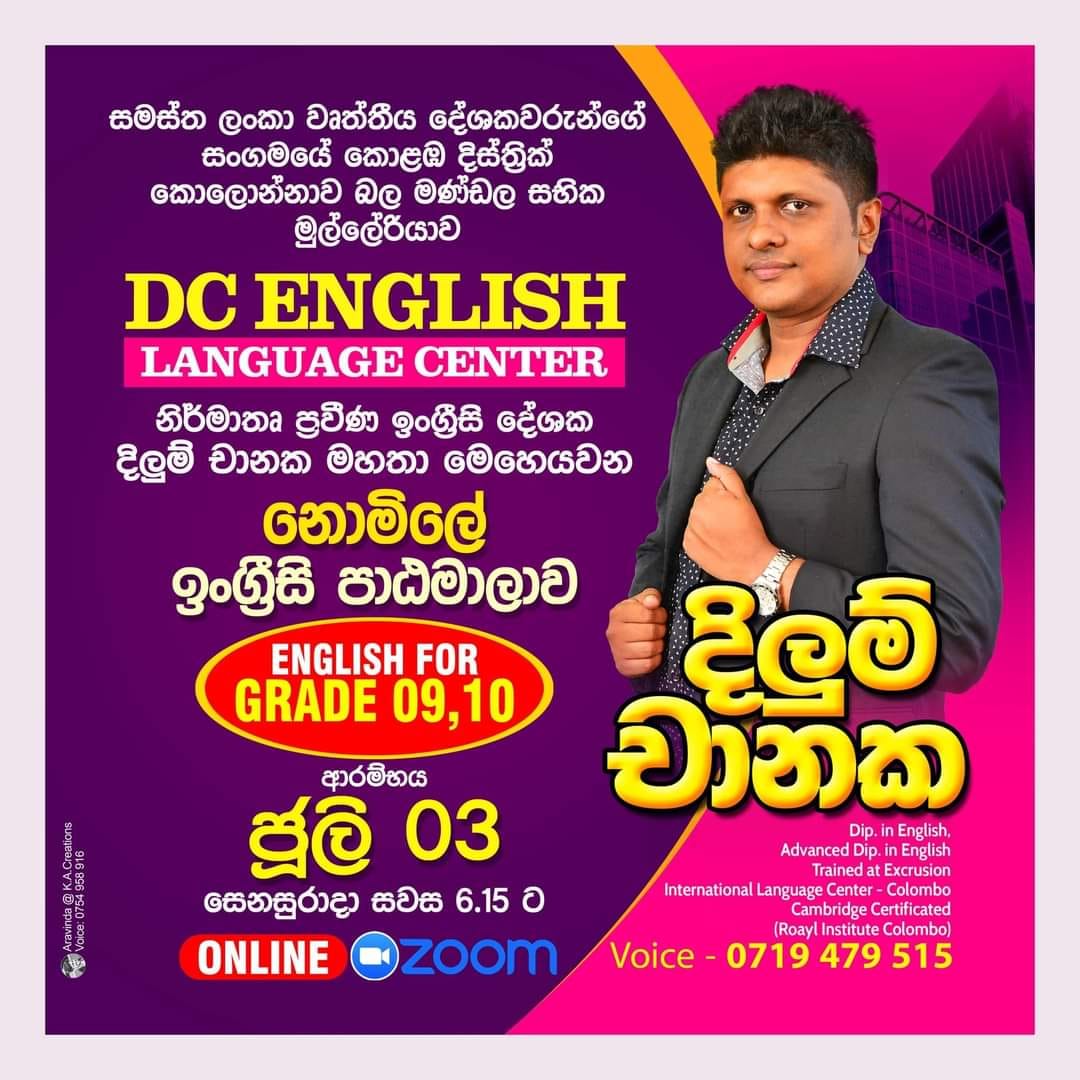 සමස්ත ලංකා වෘත්තීය දේශකවරුන්ගේ
සංගමයේ කොළඹ දිස්ත්‍රික්
කොලොන්නාව බල මණ්ඩල සභික
මුල්ලේරියාව
DC ENGLISH
LANGUAGE CENTER
නිර්මාතෘ ප්‍රවීණ ඉංග්‍රීසි දේශක
දිලුම් චානක මහතා මෙහෙයවන
නොමිලේ
ඉංග්‍රීසි පාඨමාලාව
ENGLISH FOR
GRADE 09,10
ආරම්භය
ජූලි 03
සෙනසුරාදා සවස 6.15 ට
ONLINE zoom
දිලුම්
චානක
Dip. in English,
Advanced Dip. in English
Trained at Excrusion
International Language Center - Colombo
Cambridge Certificated
(Roayl Institute Colombo)
Voice - 0719 479 515
Aravinda @ K.A.Creations
Voice: 0754 958 916